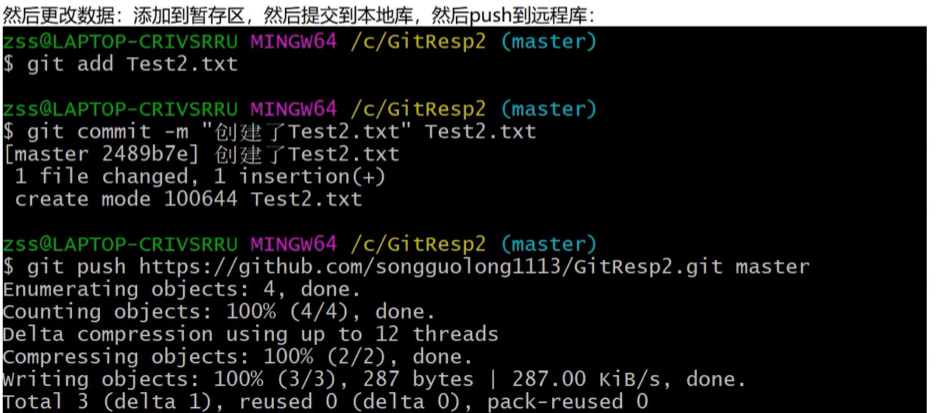 然后更改数据：添加到暂存区，然后提交到本地库，然后push到远程库：
zss@LAPTOP-CRIVSRRU MINGW64 /c/GitResp2 (master)
$ git add Test2.txt
zss@LAPTOP-CRIVSRRU MINGW64 /c/GitResp2 (master)
$ git commit -m "创建了Test2.txt" Test2.txt
[master 2489b7e] 创建了Test2.txt
 1 file changed, 1 insertion(+)
 create mode 100644 Test2.txt
zss@LAPTOP-CRIVSRRU MINGW64 /c/GitResp2 (master)
$ git push https://github.com/songguolong1113/GitResp2.git master
Enumerating objects: 4, done.
Counting objects: 100% (4/4), done.
Delta compression using up to 12 threads
Compressing objects: 100% (2/2), done.
Writing objects: 100% (3/3), 287 bytes | 287.00 KiB/s, done.
Total 3 (delta 1), reused 0 (delta 0), pack-reused 0